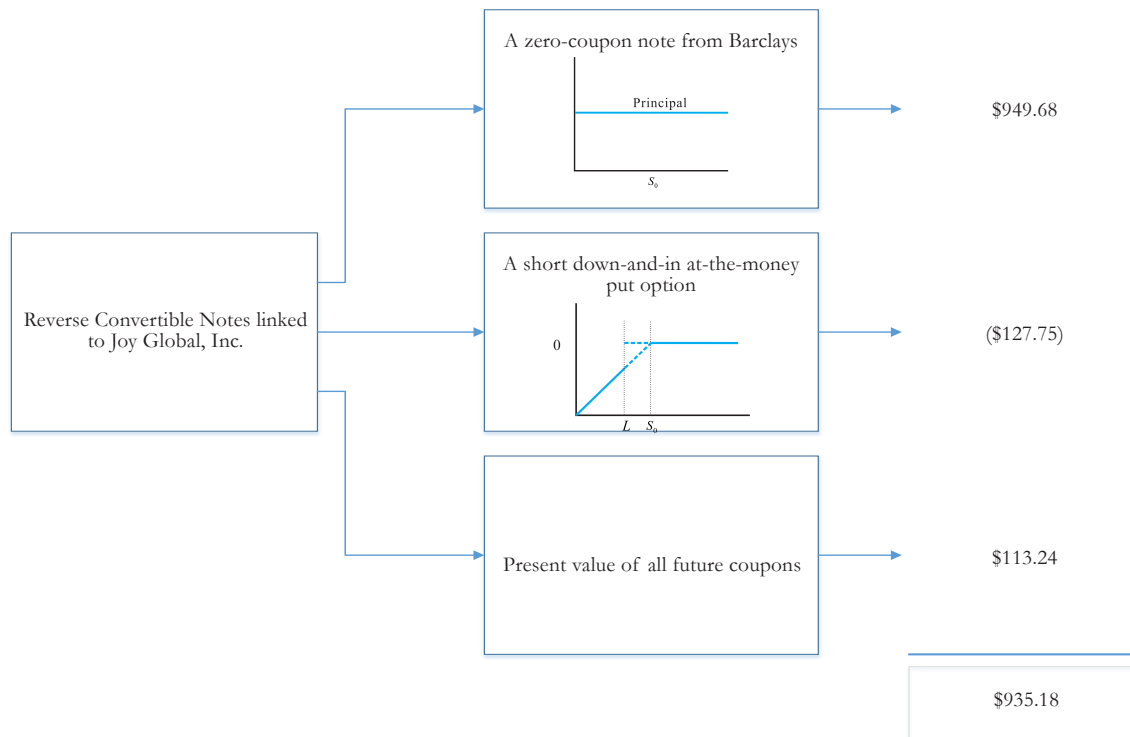 A zero-coupon note from Barclays
Principal
S₀
$949.68
Reverse Convertible Notes linked
to Joy Global, Inc.
A short down-and-in at-the-money
put option
0
L S₀
($127.75)
Present value of all future coupons
$113.24
$935.18